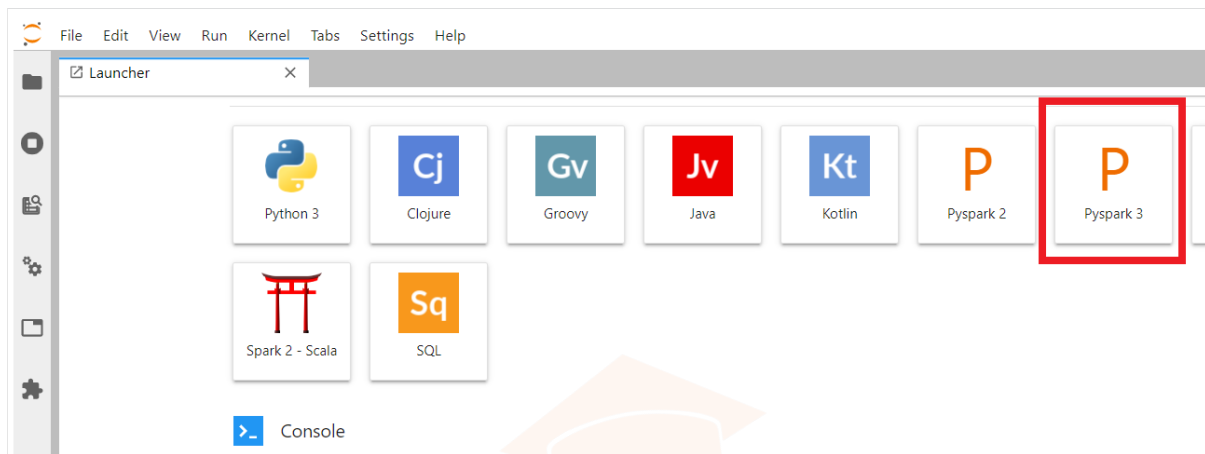 File Edit View Run Kernel Tabs Settings Help
Launcher
Cj Gv Jv Kt P P
Python 3 Clojure Groovy Java Kotlin Pyspark 2 Pyspark 3
Sq
Spark 2 - Scala SQL
>_ Console